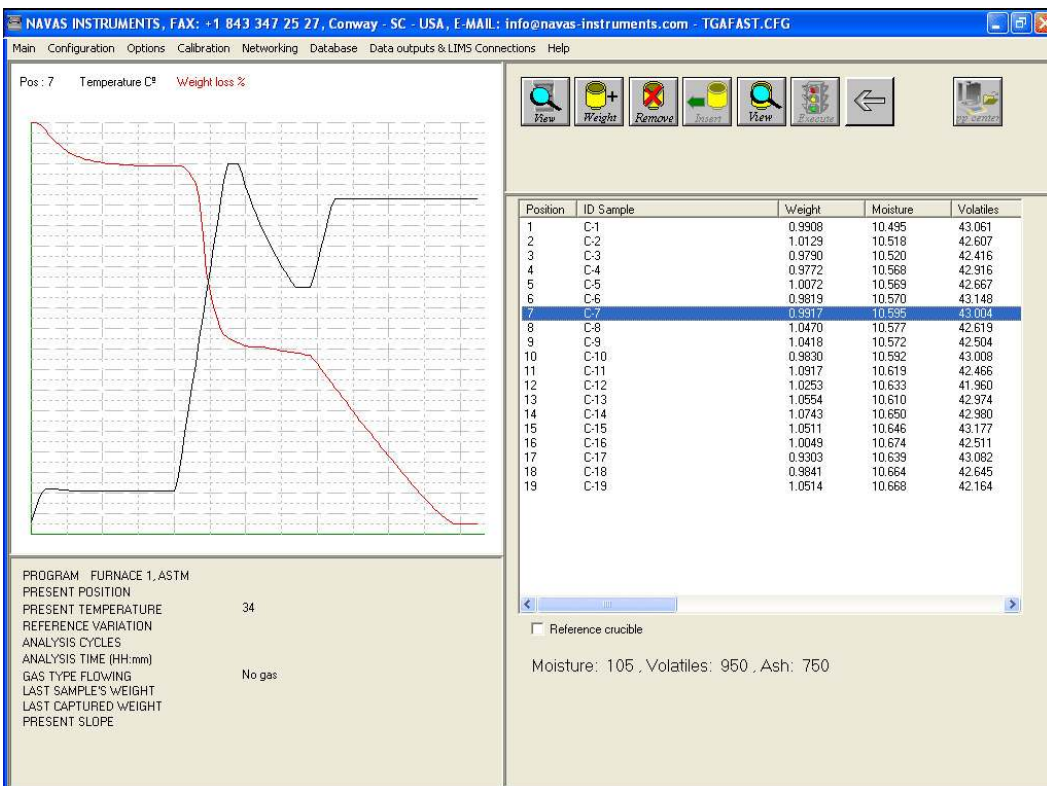 NAVAS INSTRUMENTS, FAX: +1 843 347 25 27, Conway - SC - USA, E-MAIL: info@navas-instruments.com - TGAFAST.CFG
Main Configuration Options Calibration Networking Database Data outputs & LIMS Connections Help
Pos : 7 Temperature Cª Weight loss %
View Weight Remove Insert View Execute pp center
Position ID Sample Weight Moisture Volatiles
1 C-1 0.9908 10.495 43.061
2 C-2 1.0129 10.518 42.607
3 C-3 0.9790 10.520 42.416
4 C-4 0.9772 10.568 42.916
5 C-5 1.0072 10.569 42.667
6 C-6 0.9819 10.570 43.148
7 C-7 0.9917 10.595 43.004
8 C-8 1.0470 10.577 42.619
9 C-9 1.0418 10.572 42.504
10 C-10 0.9830 10.592 43.008
11 C-11 1.0917 10.619 42.466
12 C-12 1.0253 10.633 41.960
13 C-13 1.0554 10.610 42.974
14 C-14 1.0743 10.650 42.980
15 C-15 1.0511 10.646 43.177
16 C-16 1.0049 10.674 42.511
17 C-17 0.9303 10.639 43.082
18 C-18 0.9841 10.664 42.645
19 C-19 1.0514 10.668 42.164
Reference crucible
Moisture: 105 , Volatiles: 950 , Ash: 750
PROGRAM FURNACE 1, ASTM
PRESENT POSITION
PRESENT TEMPERATURE 34
REFERENCE VARIATION
ANALYSIS CYCLES
ANALYSIS TIME (HH:mm)
GAS TYPE FLOWING No gas
LAST SAMPLE'S WEIGHT
LAST CAPTURED WEIGHT
PRESENT SLOPE